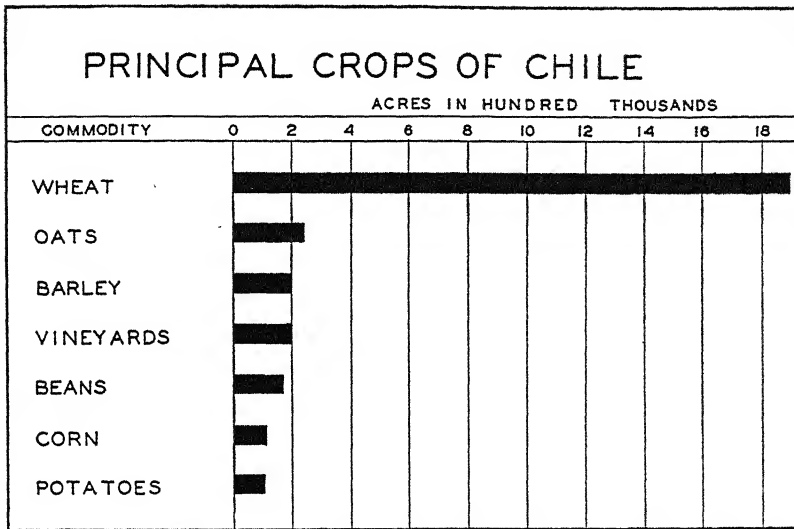 PRINCIPAL CROPS OF CHILE
ACRES IN HUNDRED THOUSANDS
COMMODITY 0 2 4 6 8 10 12 14 16 18
WHEAT
OATS
BARLEY
VINEYARDS
BEANS
CORN
POTATOES